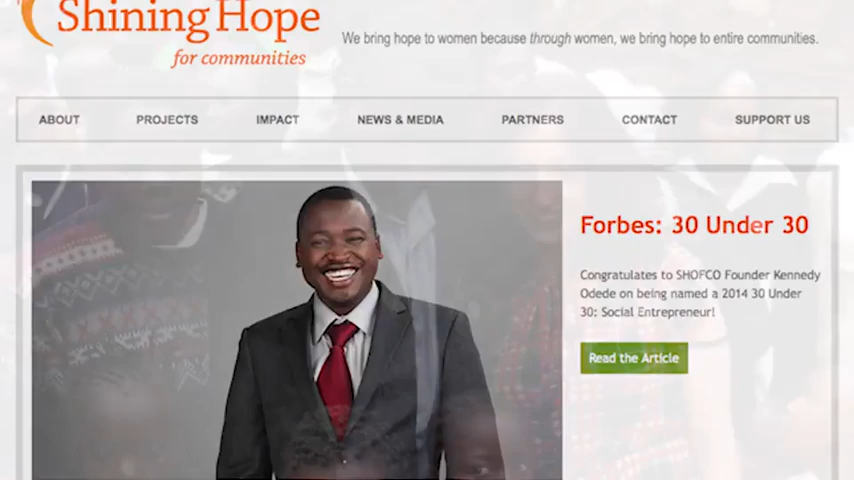 Shining Hope
for communities
We bring hope to women because through women, we bring hope to entire communities.
ABOUT PROJECTS IMPACT NEWS & MEDIA PARTNERS CONTACT SUPPORT US
Forbes: 30 Under 30
Congratulates to SHOFCO Founder Kennedy
Odede on being named a 2014 30 Under
30: Social Entrepreneur!
Read the Article